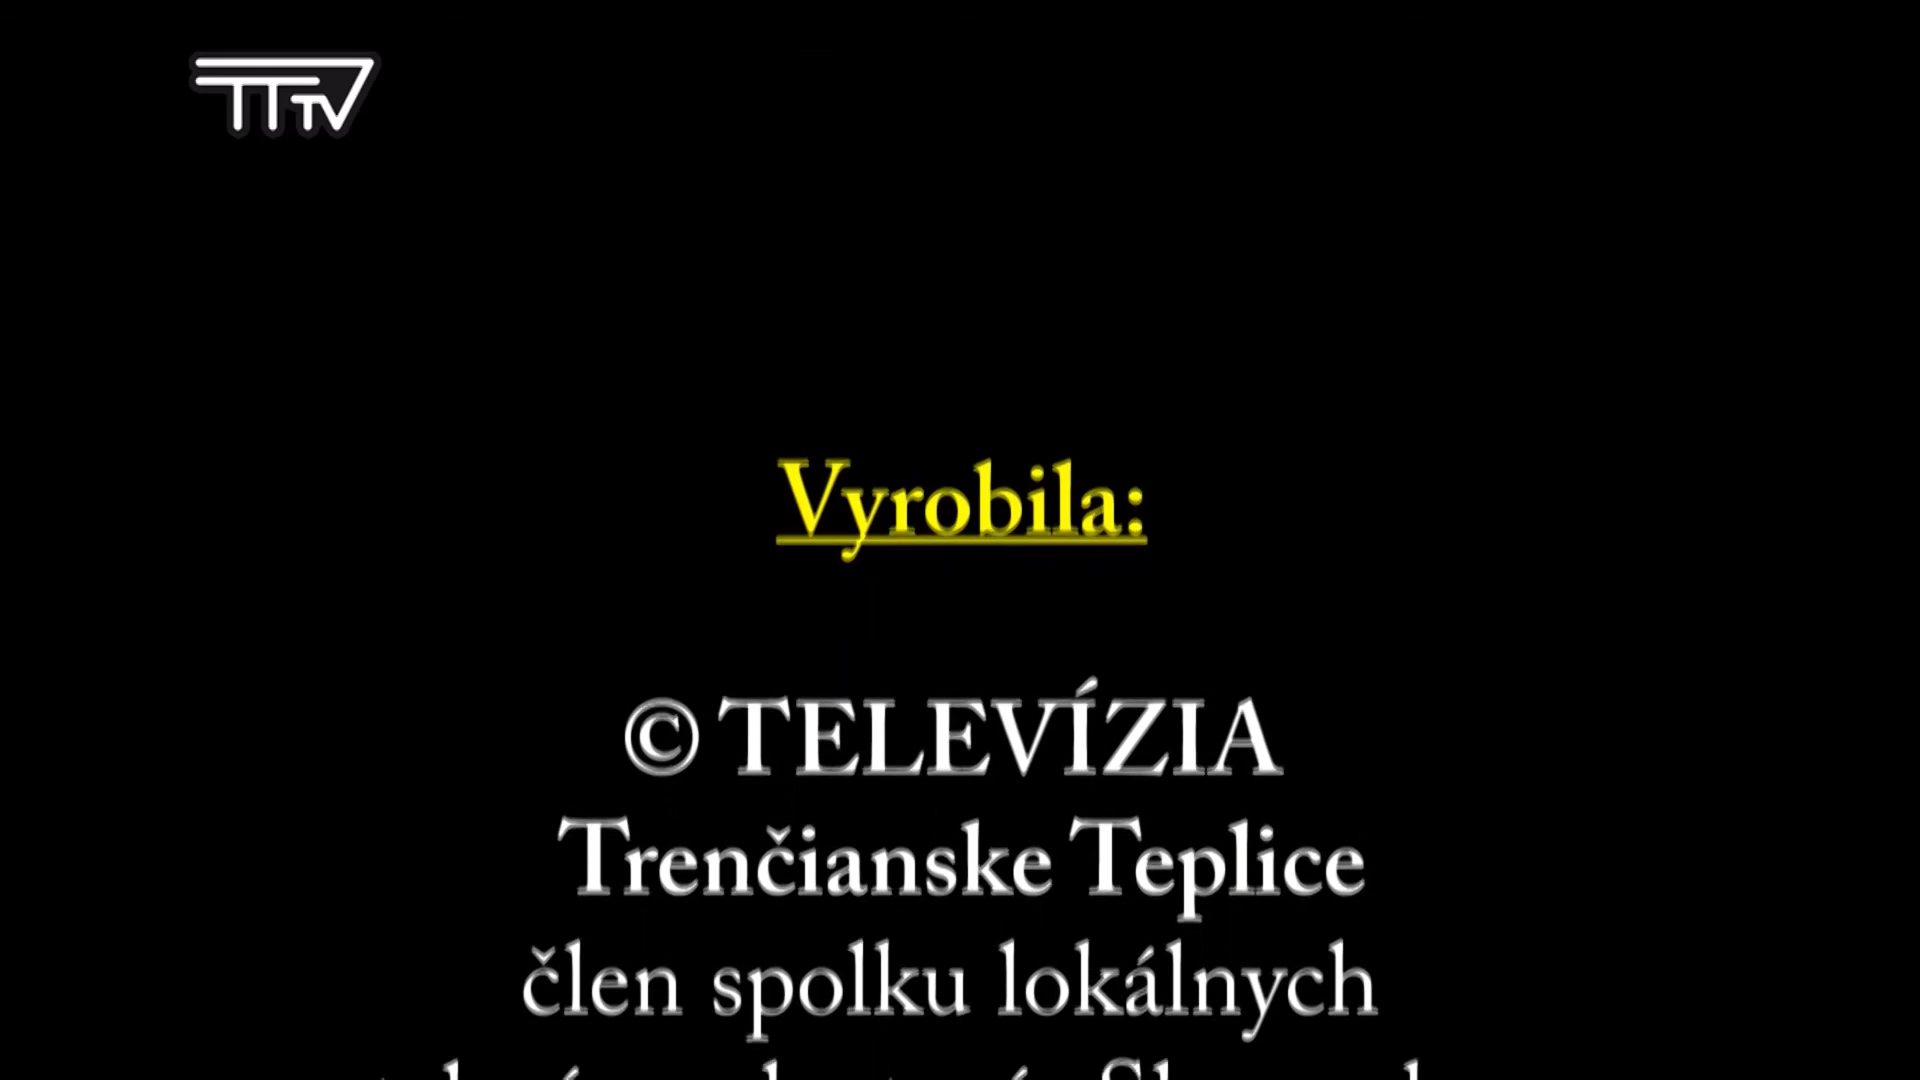 TTTV
Vyrobila:
© TELEVÍZIA
Trenčianske Teplice
člen spolku lokálnych